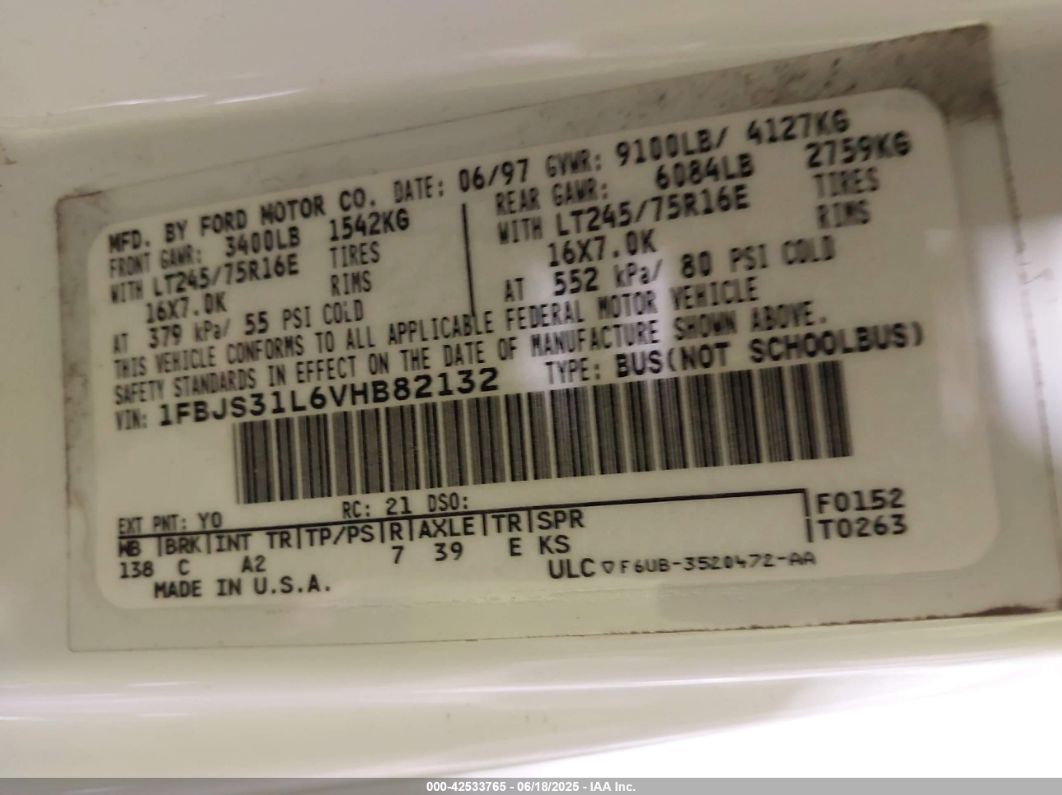 MFD. BY FORD MOTOR CO. DATE: 06/97 GVWR: 9100LB/ 4127KG
FRONT GAWR: 3400LB 1542KG
WITH LT245/75R16E TIRES
16X7.0K RIMS
AT 379 kPa/ 55 PSI COLD
REAR GAWR: 6084LB 2759KG
WITH LT245/75R16E TIRES
16X7.0K RIMS
AT 552 kPa/ 80 PSI COLD
THIS VEHICLE CONFORMS TO ALL APPLICABLE FEDERAL MOTOR VEHICLE
SAFETY STANDARDS IN EFFECT ON THE DATE OF MANUFACTURE SHOWN ABOVE.
VIN: 1FBJS31L6VHB82132 TYPE: BUS(NOT SCHOOLBUS)
EXT PNT: YO RC: 21 DSO: F0152
WB |BRK|INT TR|TP/PS|R|AXLE|TR|SPR T0263
138 C A2 7 39 E KS
MADE IN U.S.A. ULC ▽F6UB-3520472-AA
000-42533765 - 06/18/2025 - IAA Inc.